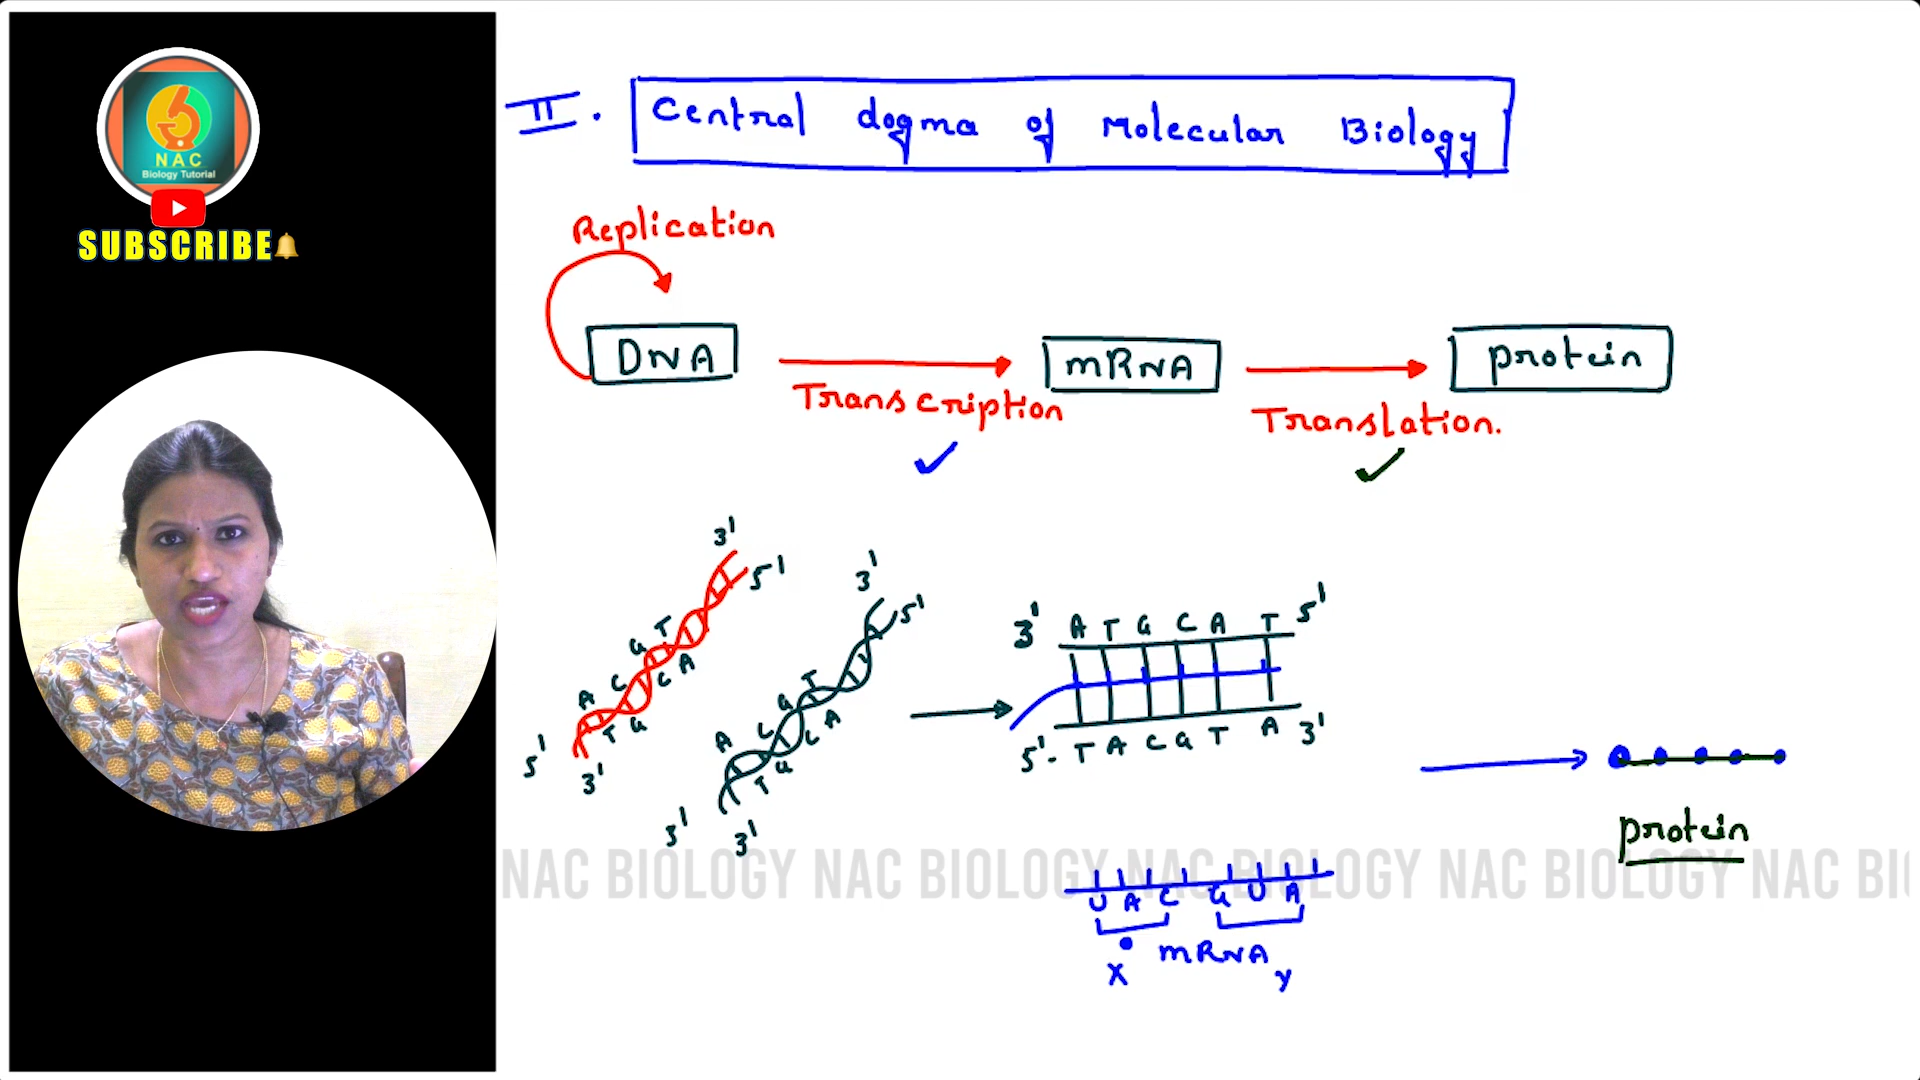 NAC
Biology Tutorial
SUBSCRIBE
II. Central dogma of Molecular Biology
Replication
DNA
mRNA
protein
Transcription
Translation.
3'
5'
A C G T
T G C A
5'
3'
3'
5'
A C G T
T G C A
3'
3'
3' A T G C A T 5'
5'- T A C G T A 3'
protein
NAC BIOLOGY NAC BIOLOGY NAC BIOLOGY NAC BIOLOGY NAC BI
U A C G U A
mRNA
X
Y